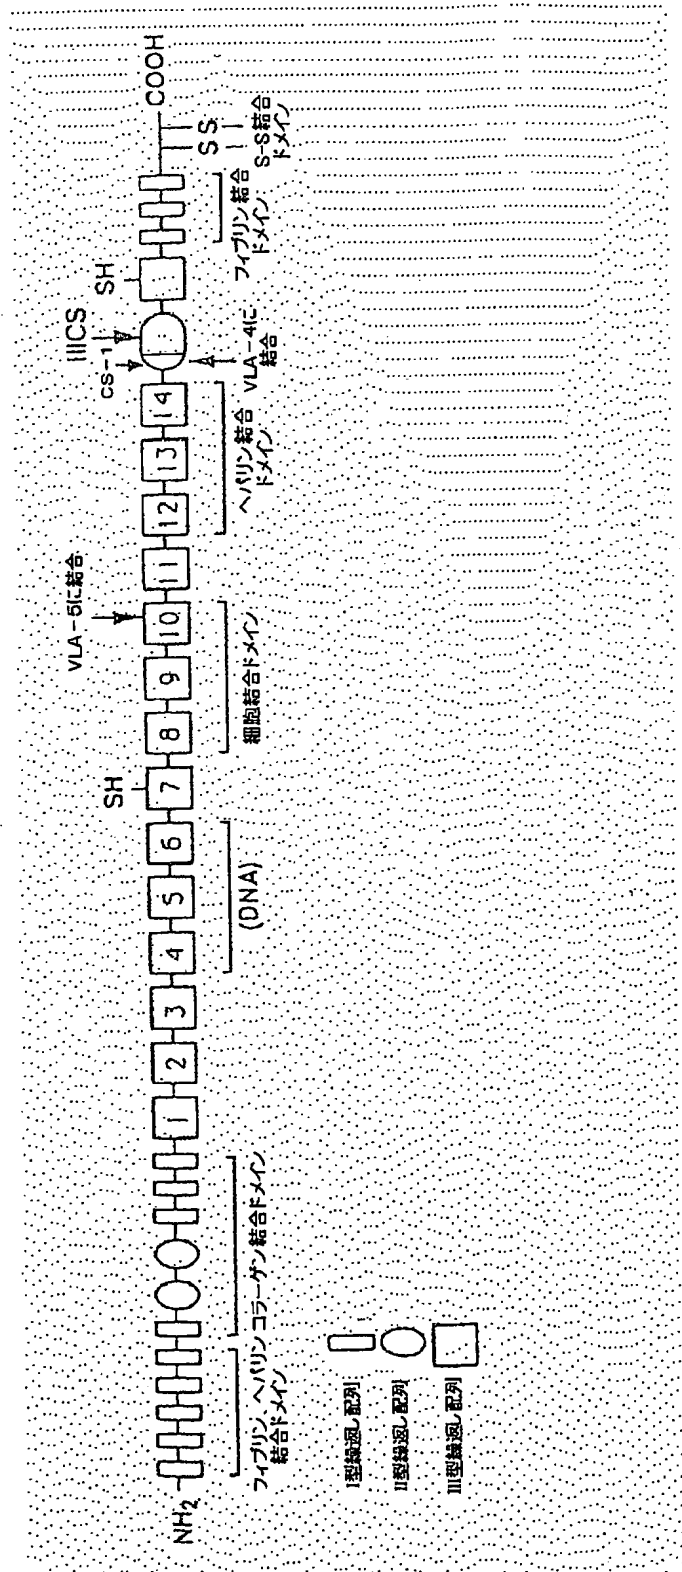 NH₂
フィブリン、ヘパリン
結合ドメイン
コラーゲン結合ドメイン
1
2
3
4
5
6
(DNA)
7
SH
8
9
10
細胞結合ドメイン
VLA-5に結合
11
12
13
14
ヘパリン結合
ドメイン
CS-1
IIICS
VLA-4に
結合
SH
フィブリン結合
ドメイン
S S
S S
S-S結合
ドメイン
COOH
I型繰返し配列
II型繰返し配列
III型繰返し配列